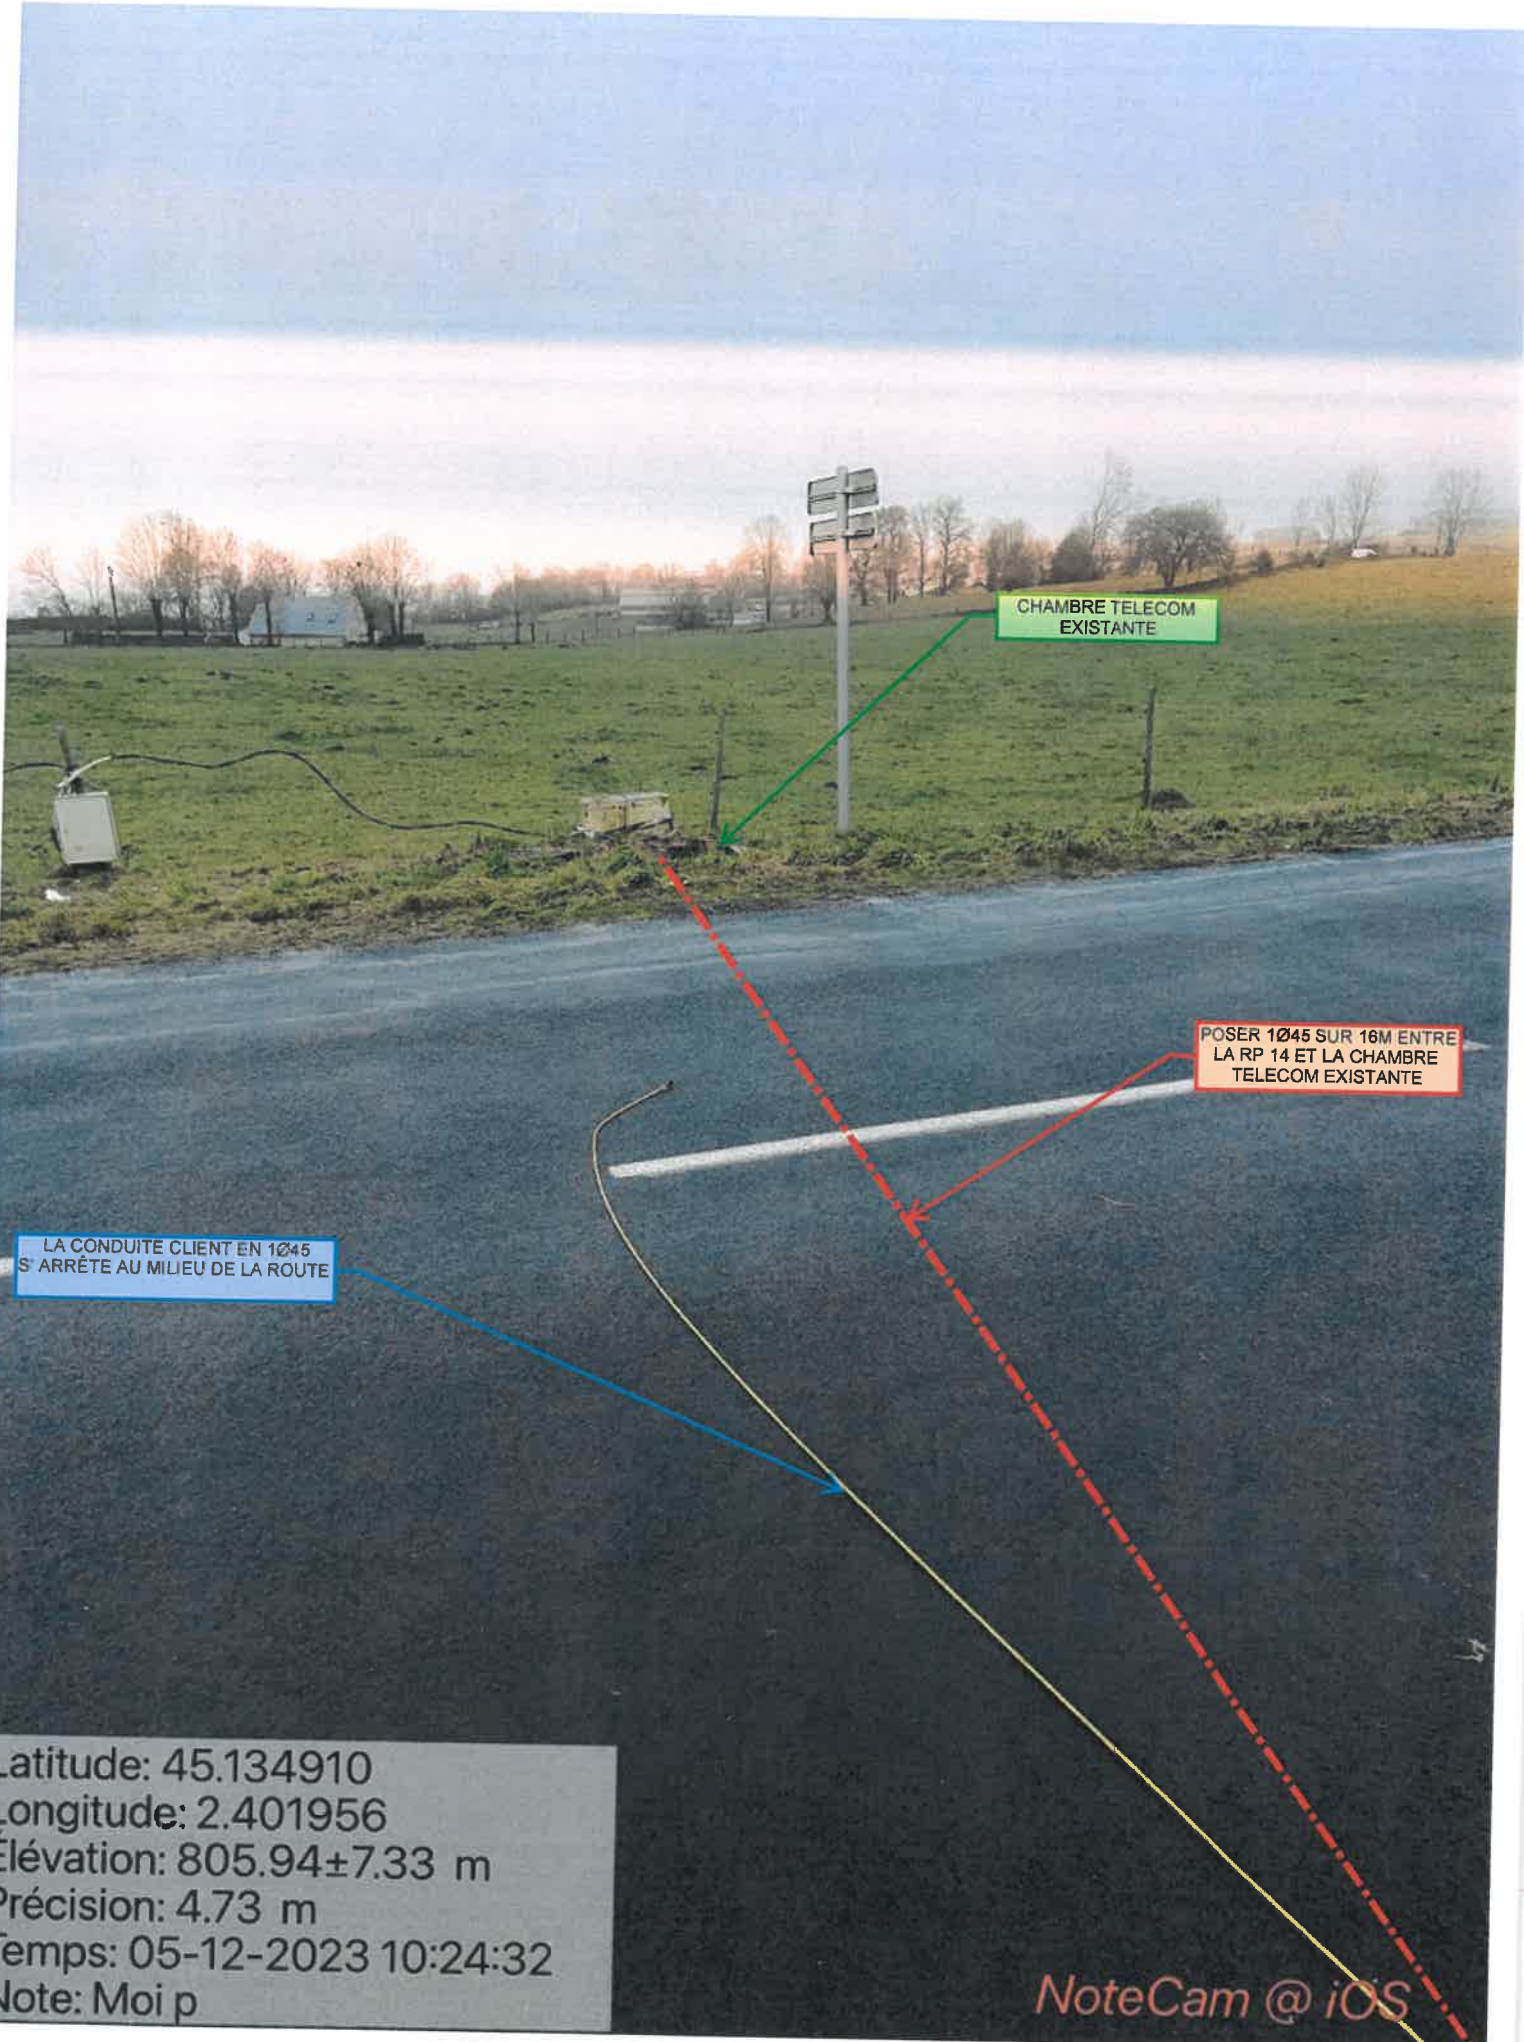 CHAMBRE TELECOM
EXISTANTE
POSER 1Ø45 SUR 16M ENTRE
LA RP 14 ET LA CHAMBRE
TELECOM EXISTANTE
LA CONDUITE CLIENT EN 1Ø45
S' ARRÊTE AU MILIEU DE LA ROUTE
Latitude: 45.134910
Longitude: 2.401956
Élévation: 805.94±7.33 m
Précision: 4.73 m
Temps: 05-12-2023 10:24:32
Note: Moi p
NoteCam @ iOS